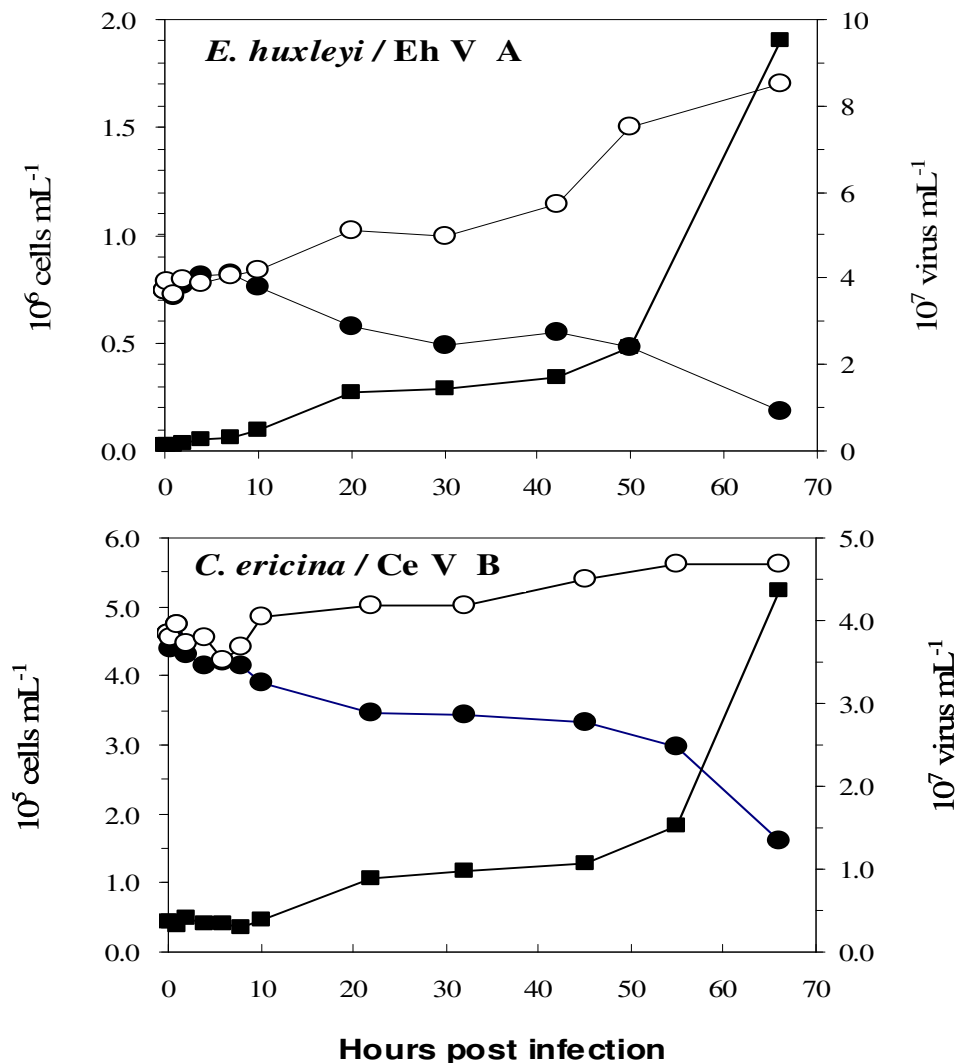 E. huxleyi / Eh V A
2.0
1.5
1.0
0.5
0.0
10
8
6
4
2
0
10⁶ cells mL⁻¹
10⁷ virus mL⁻¹
0 10 20 30 40 50 60 70
C. ericina / Ce V B
6.0
5.0
4.0
3.0
2.0
1.0
0.0
5.0
4.0
3.0
2.0
1.0
0.0
10⁵ cells mL⁻¹
10⁷ virus mL⁻¹
0 10 20 30 40 50 60 70
Hours post infection